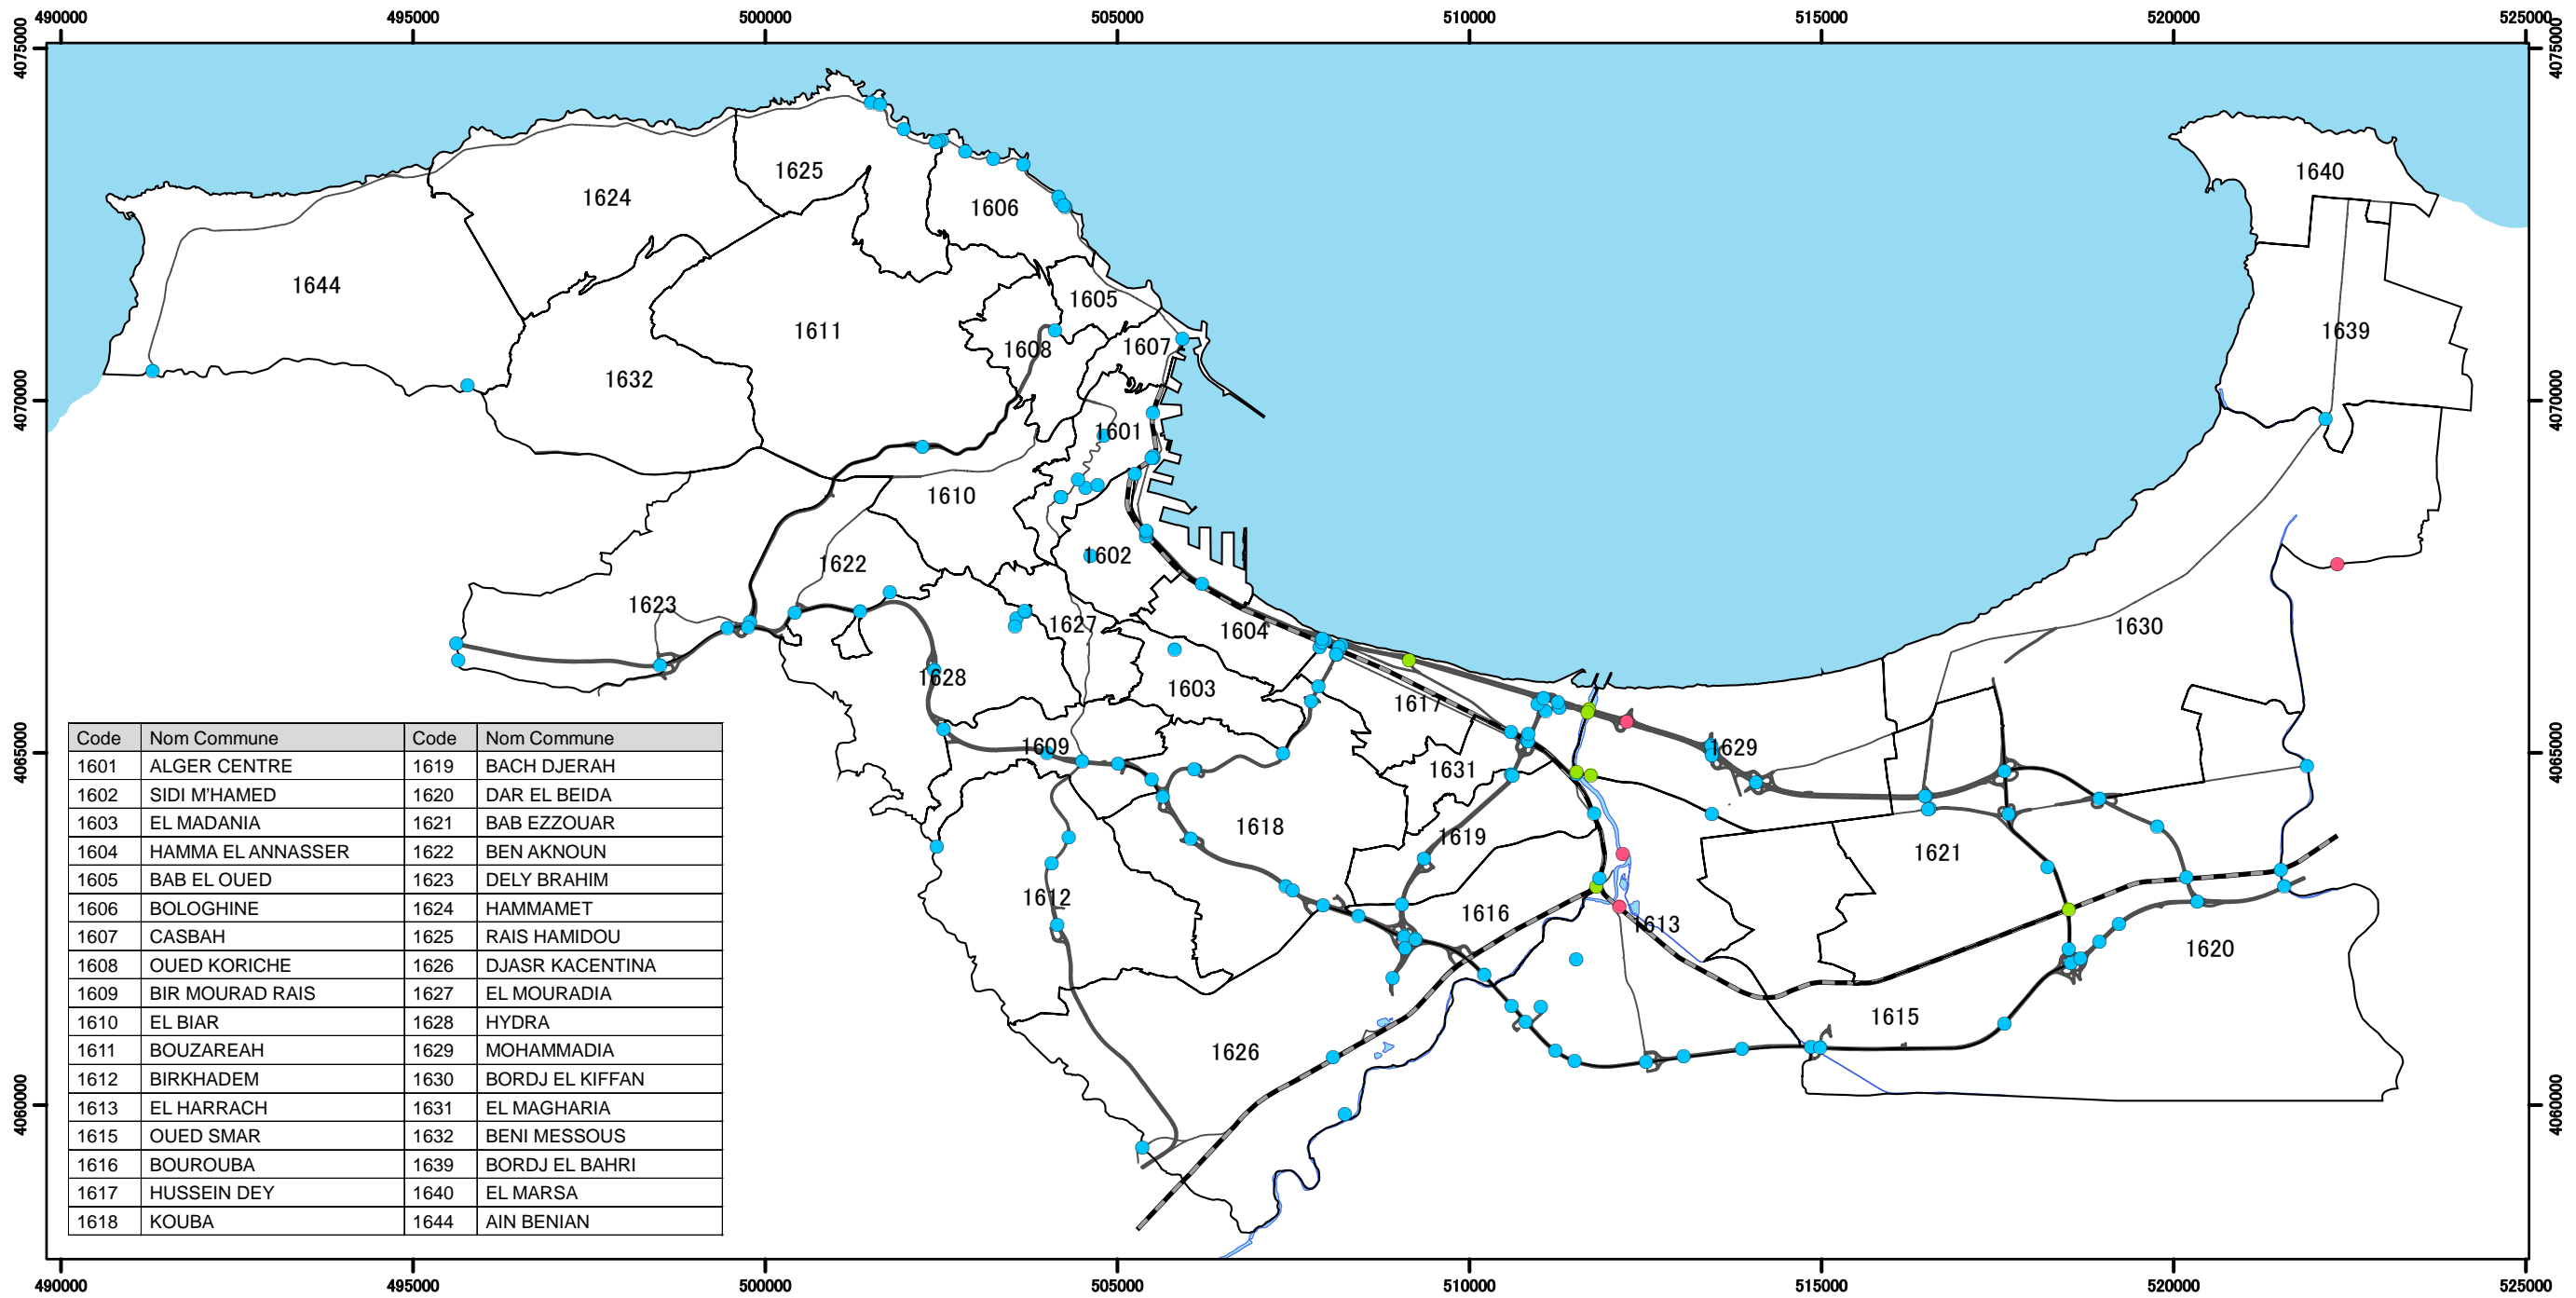 490000 495000 500000 505000 510000 515000 520000 525000
4075000 4075000
1640
1625
1624
1606
1644
1605
1611
1639
1607
1608
1632
4070000 4070000
1601
1610
1602
1622
1623
1627
1604
1630
1628
1603
1617
1609
1629
4065000 4065000
1631
1618
1619
1621
1612
1616
1613
1620
1615
1626
4060000 4060000
Code Nom Commune Code Nom Commune
1601 ALGER CENTRE 1619 BACH DJERAH
1602 SIDI M'HAMED 1620 DAR EL BEIDA
1603 EL MADANIA 1621 BAB EZZOUAR
1604 HAMMA EL ANNASSER 1622 BEN AKNOUN
1605 BAB EL OUED 1623 DELY BRAHIM
1606 BOLOGHINE 1624 HAMMAMET
1607 CASBAH 1625 RAIS HAMIDOU
1608 OUED KORICHE 1626 DJASR KACENTINA
1609 BIR MOURAD RAIS 1627 EL MOURADIA
1610 EL BIAR 1628 HYDRA
1611 BOUZAREAH 1629 MOHAMMADIA
1612 BIRKHADEM 1630 BORDJ EL KIFFAN
1613 EL HARRACH 1631 EL MAGHARIA
1615 OUED SMAR 1632 BENI MESSOUS
1616 BOUROUBA 1639 BORDJ EL BAHRI
1617 HUSSEIN DEY 1640 EL MARSA
1618 KOUBA 1644 AIN BENIAN
490000 495000 500000 505000 510000 515000 520000 525000